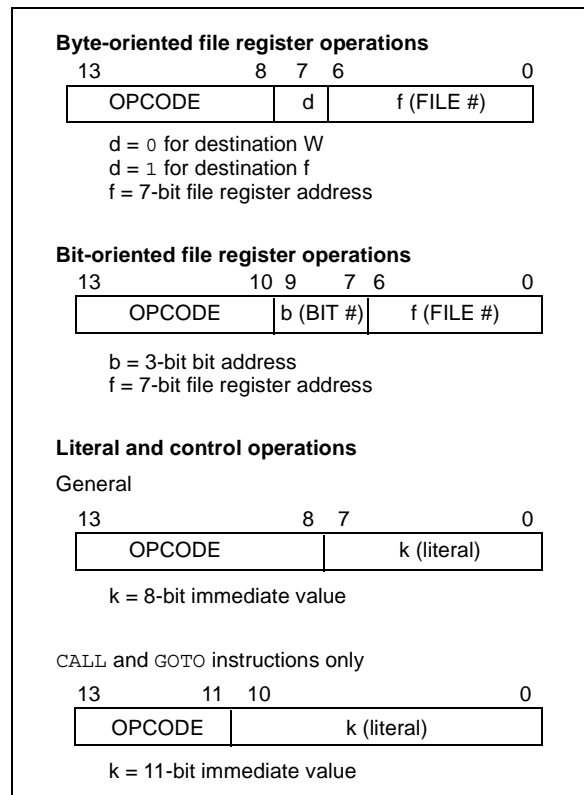 Byte-oriented file register operations
13 8 7 6 0
OPCODE d f (FILE #)
d = 0 for destination W
d = 1 for destination f
f = 7-bit file register address
Bit-oriented file register operations
13 10 9 7 6 0
OPCODE b (BIT #) f (FILE #)
b = 3-bit bit address
f = 7-bit file register address
Literal and control operations
General
13 8 7 0
OPCODE k (literal)
k = 8-bit immediate value
CALL and GOTO instructions only
13 11 10 0
OPCODE k (literal)
k = 11-bit immediate value